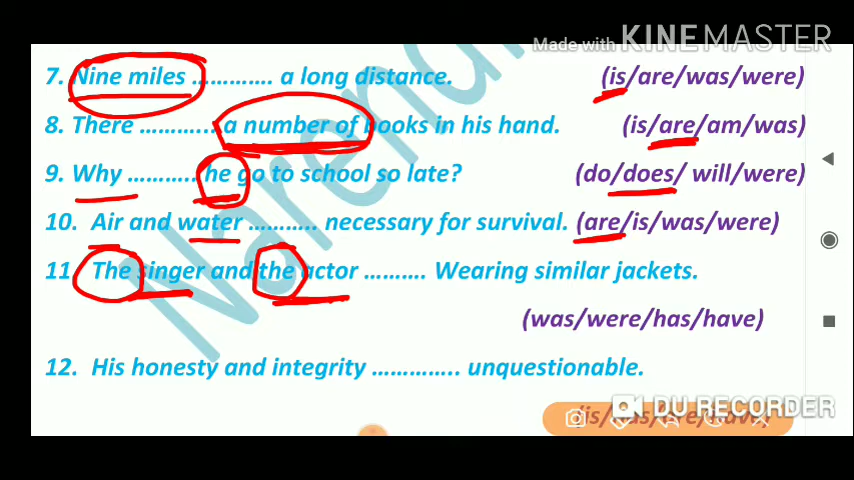 Made with KINEMASTER
7. Nine miles …………. a long distance. (is/are/was/were)
8. There ………….. a number of books in his hand. (is/are/am/was)
9. Why ………….. he go to school so late? (do/does/ will/were)
10. Air and water ……….. necessary for survival. (are/is/was/were)
11. The singer and the actor ………. Wearing similar jackets.
(was/were/has/have)
12. His honesty and integrity ………….. unquestionable.
DU RECORDER
Narend